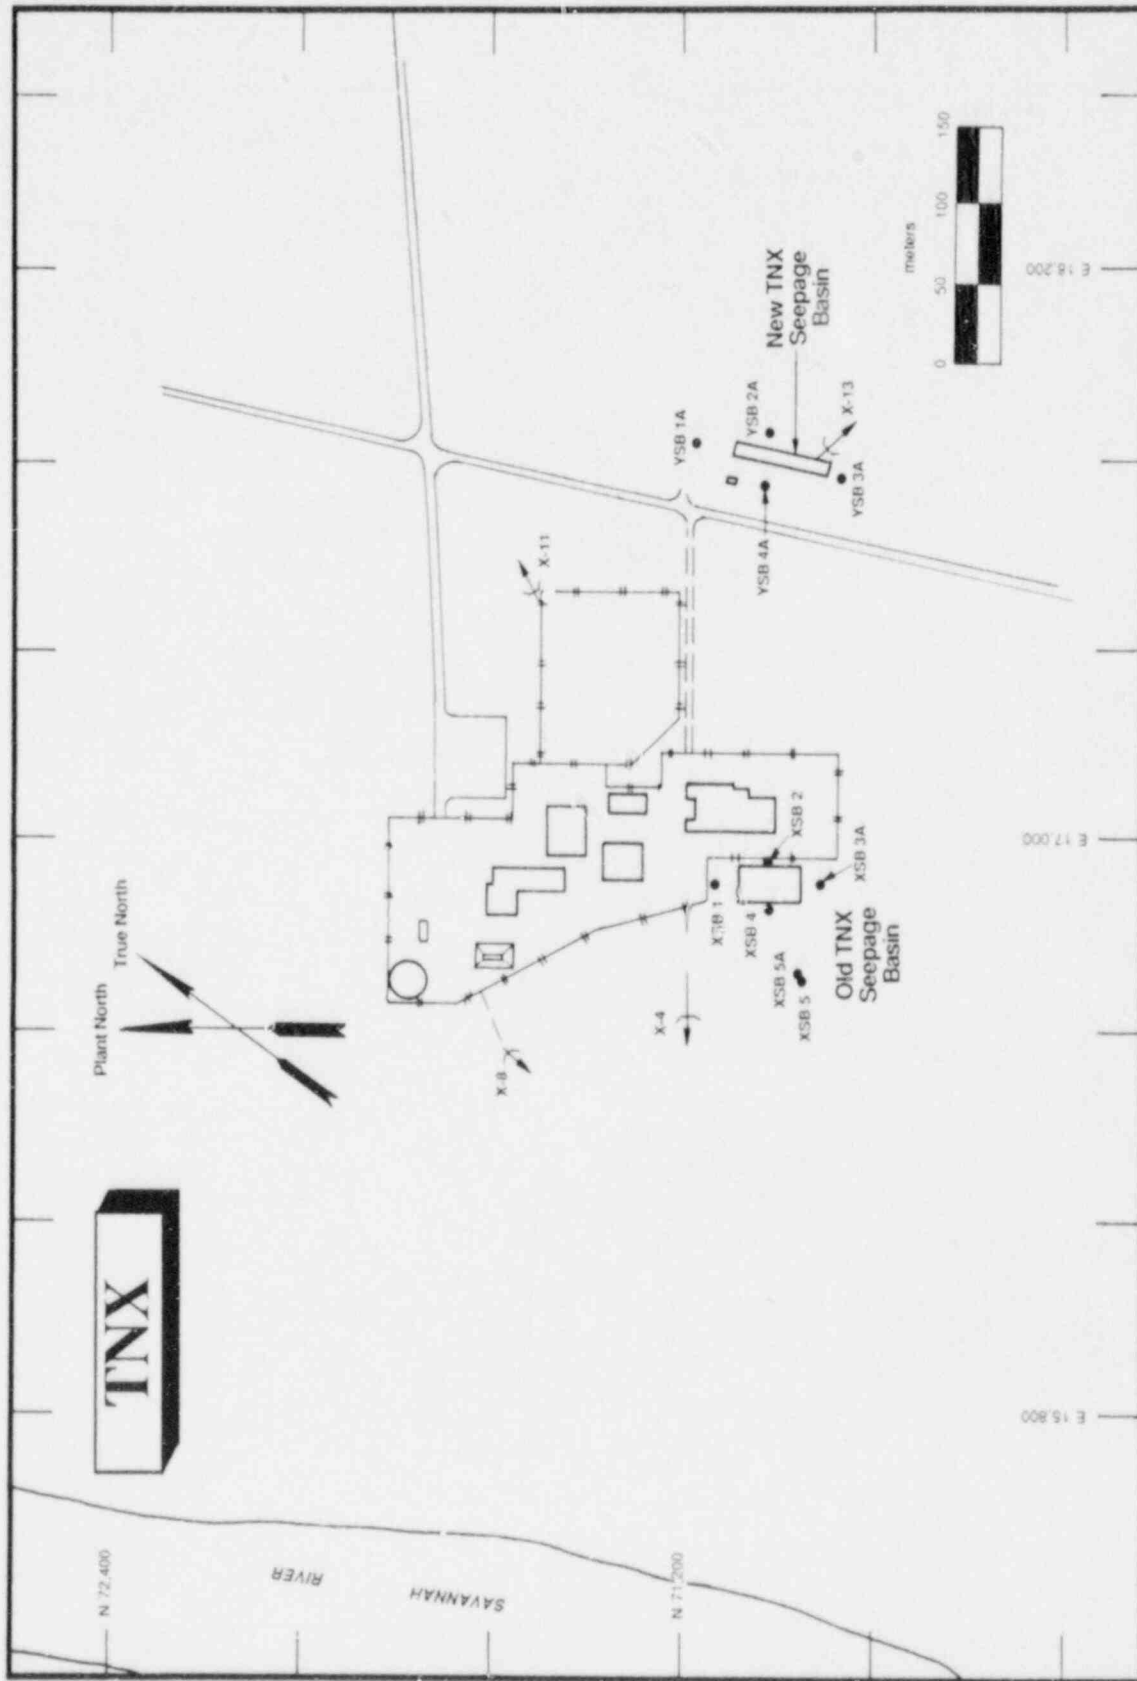 TNX
Plant North
True North
X-11
X-8
X-4
YSB 1A
YSB 2A
YSB 4A
YSB 3A
X-13
New TNX
Seepage
Basin
XSB 1
XSB 2
XSB 4
XSB 3A
XSB 5A
XSB 5
Old TNX
Seepage
Basin
meters
0 50 100 150
N 72,400
N 71,200
E 15,800
E 17,000
E 18,200
SAVANNAH
RIVER